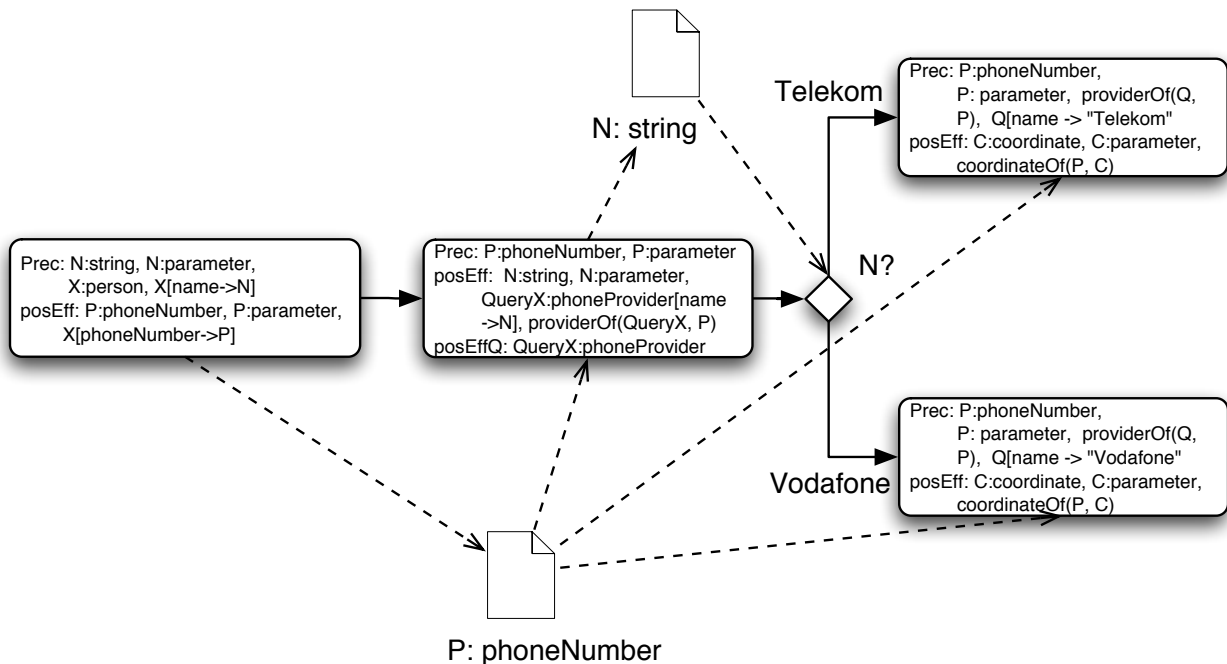 N: string
Telekom
Prec: P:phoneNumber,
P: parameter, providerOf(Q,
P), Q[name -> "Telekom"
posEff: C:coordinate, C:parameter,
coordinateOf(P, C)
Prec: N:string, N:parameter,
X:person, X[name->N]
posEff: P:phoneNumber, P:parameter,
X[phoneNumber->P]
Prec: P:phoneNumber, P:parameter
posEff: N:string, N:parameter,
QueryX:phoneProvider[name
->N], providerOf(QueryX, P)
posEffQ: QueryX:phoneProvider
N?
Vodafone
Prec: P:phoneNumber,
P: parameter, providerOf(Q,
P), Q[name -> "Vodafone"
posEff: C:coordinate, C:parameter,
coordinateOf(P, C)
P: phoneNumber